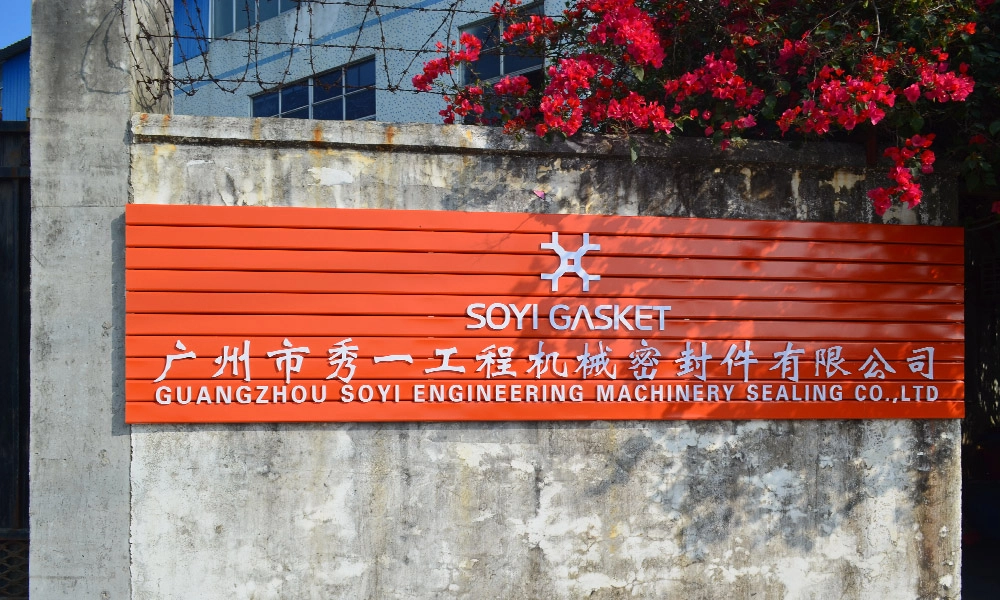 SOYI GASKET
广州市秀一工程机械密封件有限公司
GUANGZHOU SOYI ENGINEERING MACHINERY SEALING CO.,LTD